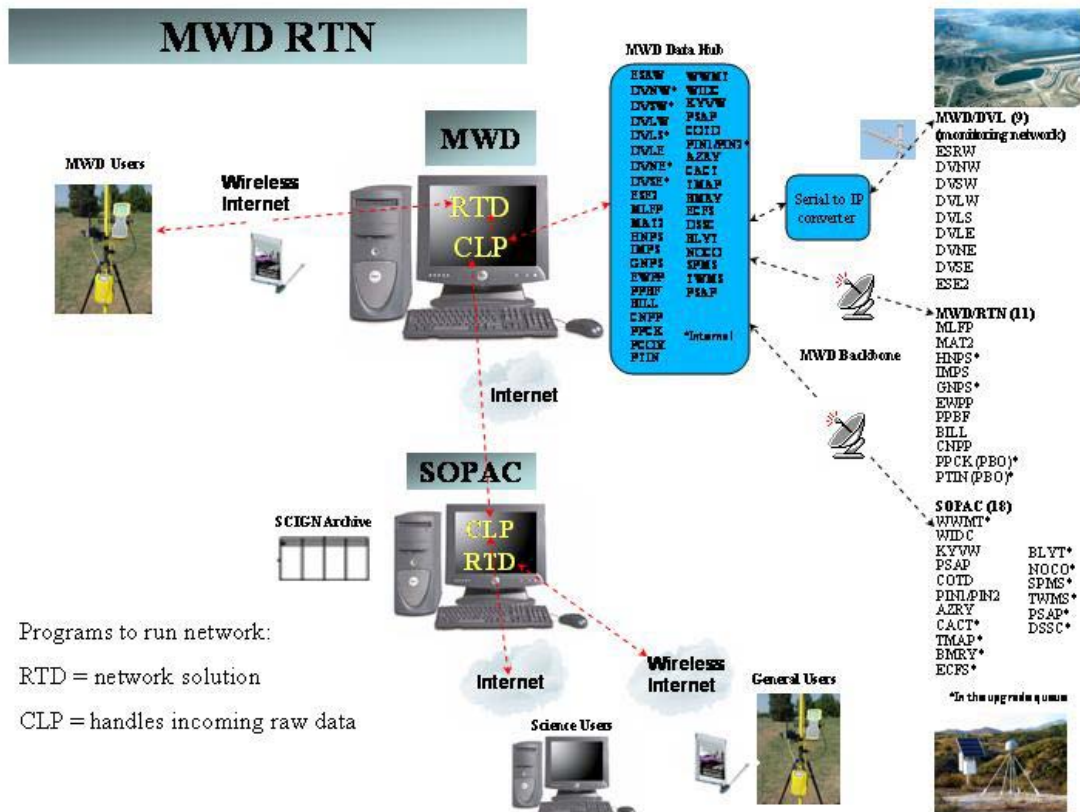 MWD RTN
MWD Data Hub
ESRW
DVNW*
DVSW*
DVLW
DVLS*
DVLE
DVNE*
DVSE*
ESE2
MLFP
MAT2
HNPS
IMPS
GNPS
EWPP
PPBF
BILL
CNPP
PPCK
PTIN
WWMT
WIDC
KYVW
PSAP
COTD
PIN1/PIN2*
AZRY
CACT
TMAP
BMRY
ECFS
DSSC
BLYT
NOCO
SPMS
TWMS
PSAP
*Internal
MWD
RTD
CLP
MWD Users
Wireless
Internet
Serial to IP
converter
MWD Backbone
MWD/DVL (9)
(monitoring network)
ESRW
DVNW
DVSW
DVLW
DVLS
DVLE
DVNE
DVSE
ESE2
MWD/RTN (11)
MLFP
MAT2
HNPS*
IMPS
GNPS*
EWPP
PPBF
BILL
CNPP
PPCK (PBO)*
PTIN (PBO)*
SOPAC (18)
WWMT*
WIDC
KYVW
PSAP
COTD
PIN1/PIN2
AZRY
CACT*
TMAP*
BMRY*
ECFS*
BLYT*
NOCO*
SPMS*
TWMS*
PSAP*
DSSC*
*In the upgrade queue
Internet
SOPAC
CLP
RTD
SCIGN Archive
Programs to run network:
RTD = network solution
CLP = handles incoming raw data
Internet
Wireless
Internet
Science Users
General Users